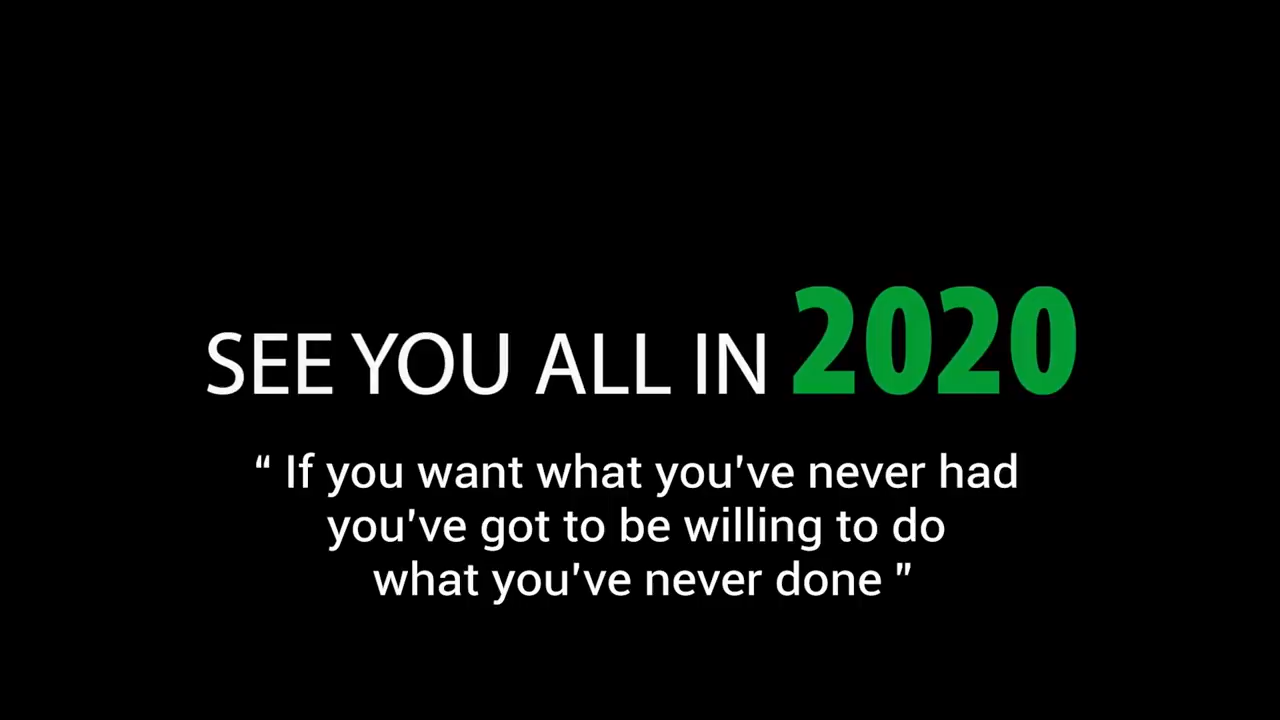 SEE YOU ALL IN 2020
“ If you want what you've never had
you've got to be willing to do
what you've never done "